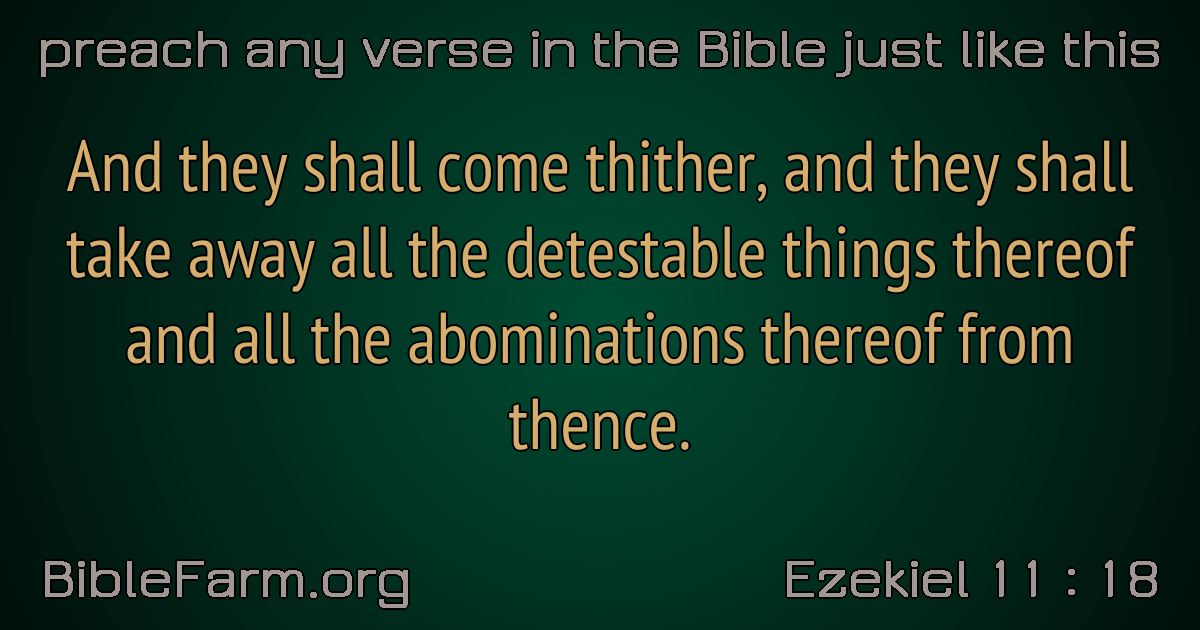 preach any verse in the Bible just like this
And they shall come thither, and they shall
take away all the detestable things thereof
and all the abominations thereof from
thence.
BibleFarm.org
Ezekiel 11 : 18